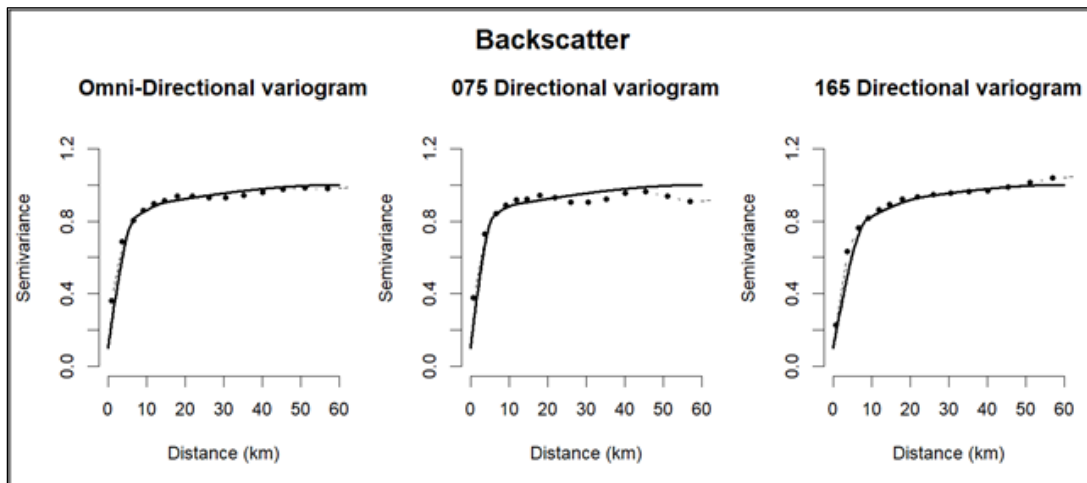 Backscatter
Omni-Directional variogram
Semivariance
0.0 0.4 0.8 1.2
0 10 20 30 40 50 60
Distance (km)
075 Directional variogram
Semivariance
0.0 0.4 0.8 1.2
0 10 20 30 40 50 60
Distance (km)
165 Directional variogram
Semivariance
0.0 0.4 0.8 1.2
0 10 20 30 40 50 60
Distance (km)